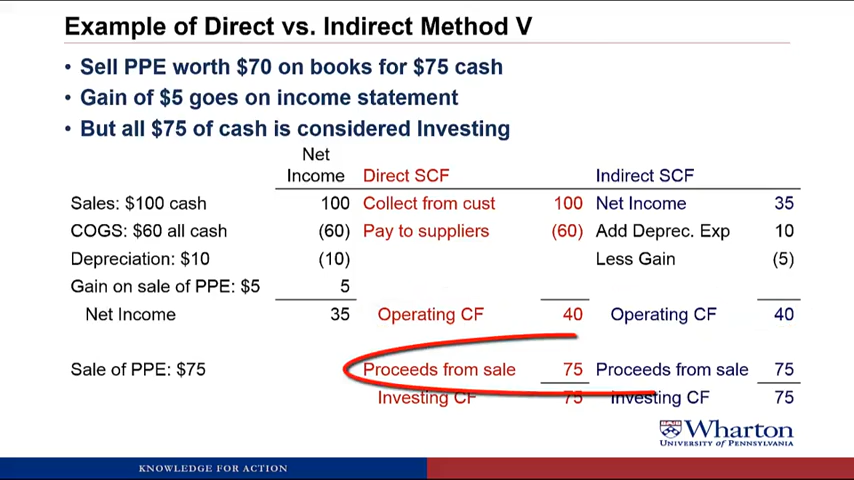 Example of Direct vs. Indirect Method V
• Sell PPE worth $70 on books for $75 cash
• Gain of $5 goes on income statement
• But all $75 of cash is considered Investing
Net
Income Direct SCF Indirect SCF
Sales: $100 cash 100 Collect from cust 100 Net Income 35
COGS: $60 all cash (60) Pay to suppliers (60) Add Deprec. Exp 10
Depreciation: $10 (10) Less Gain (5)
Gain on sale of PPE: $5 5
Net Income 35 Operating CF 40 Operating CF 40
Sale of PPE: $75 Proceeds from sale 75 Proceeds from sale 75
Investing CF 75 Investing CF 75
Wharton
UNIVERSITY of PENNSYLVANIA
KNOWLEDGE FOR ACTION